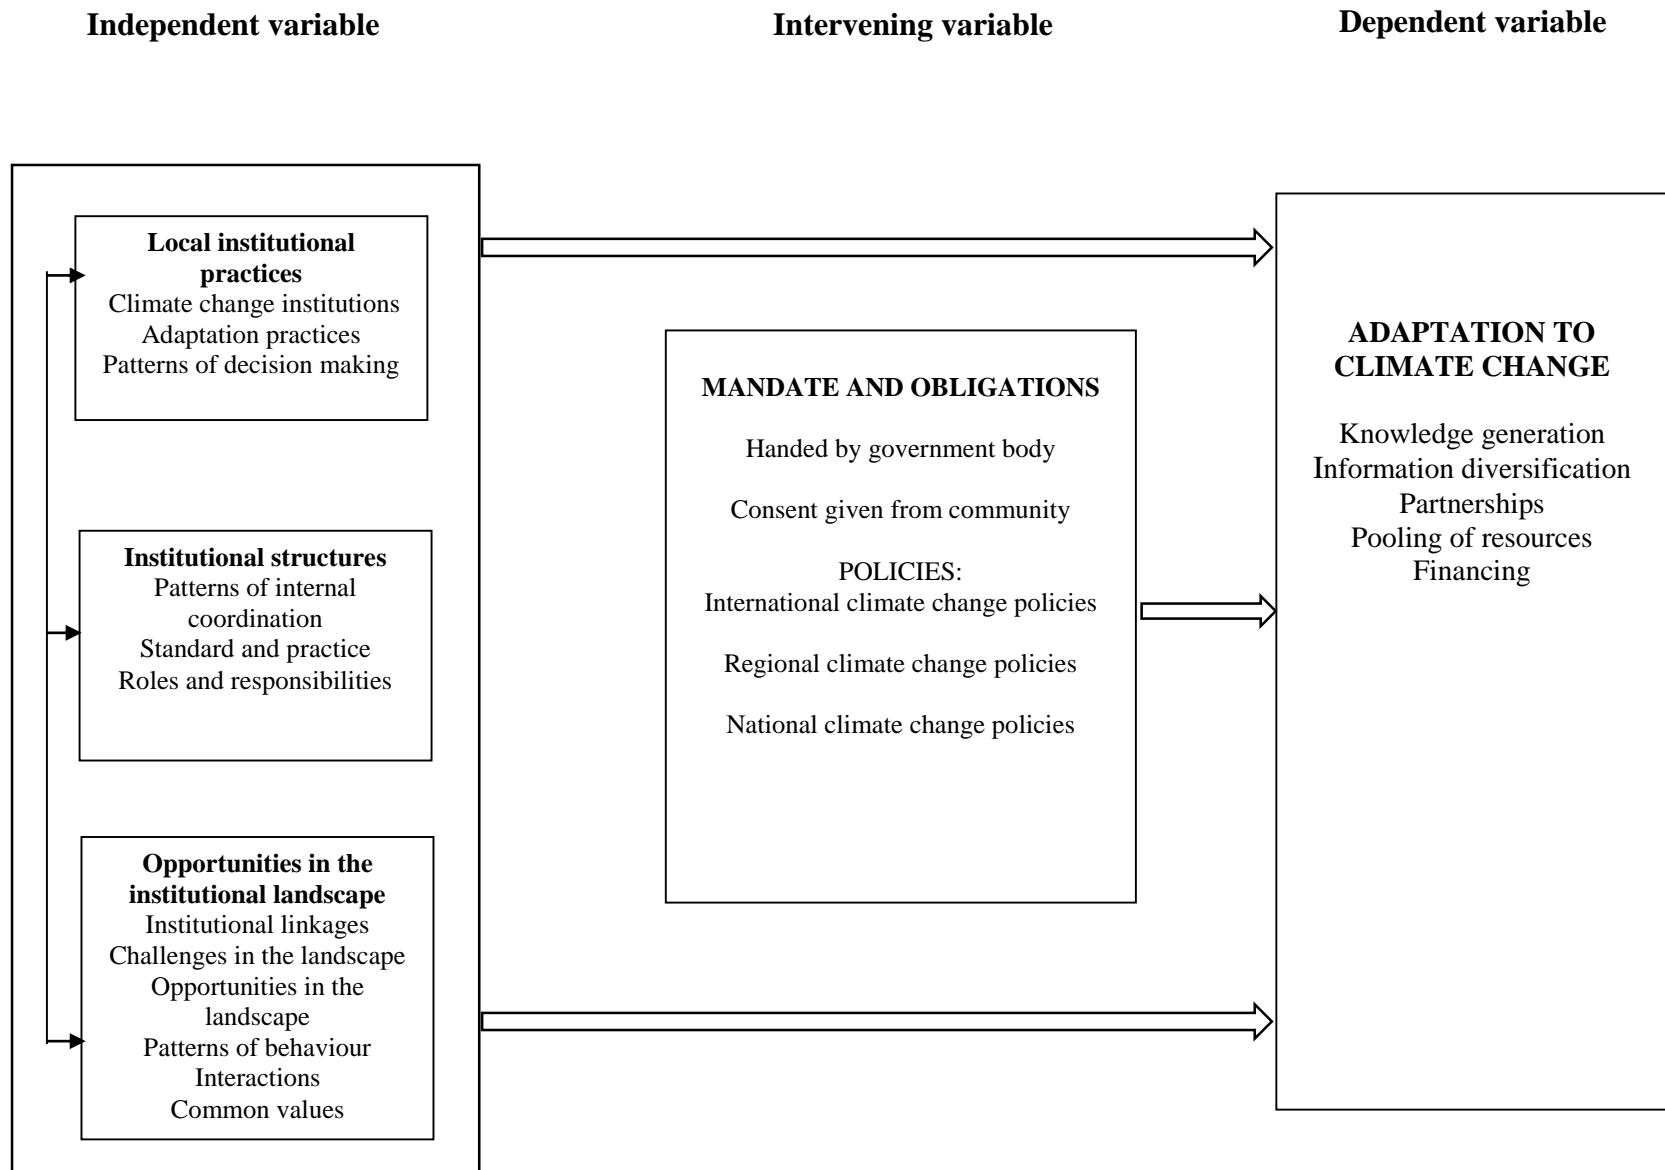 Independent variable
Intervening variable
Dependent variable
Local institutional
practices
Climate change institutions
Adaptation practices
Patterns of decision making
Institutional structures
Patterns of internal
coordination
Standard and practice
Roles and responsibilities
Opportunities in the
institutional landscape
Institutional linkages
Challenges in the landscape
Opportunities in the
landscape
Patterns of behaviour
Interactions
Common values
MANDATE AND OBLIGATIONS
Handed by government body
Consent given from community
POLICIES:
International climate change policies
Regional climate change policies
National climate change policies
ADAPTATION TO
CLIMATE CHANGE
Knowledge generation
Information diversification
Partnerships
Pooling of resources
Financing